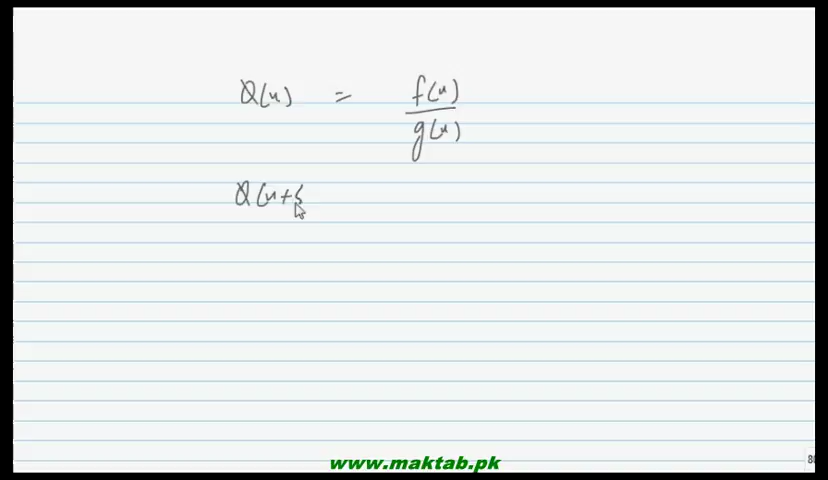 Q(x) = f(x)/g(x)
Q(x+δ
www.maktab.pk